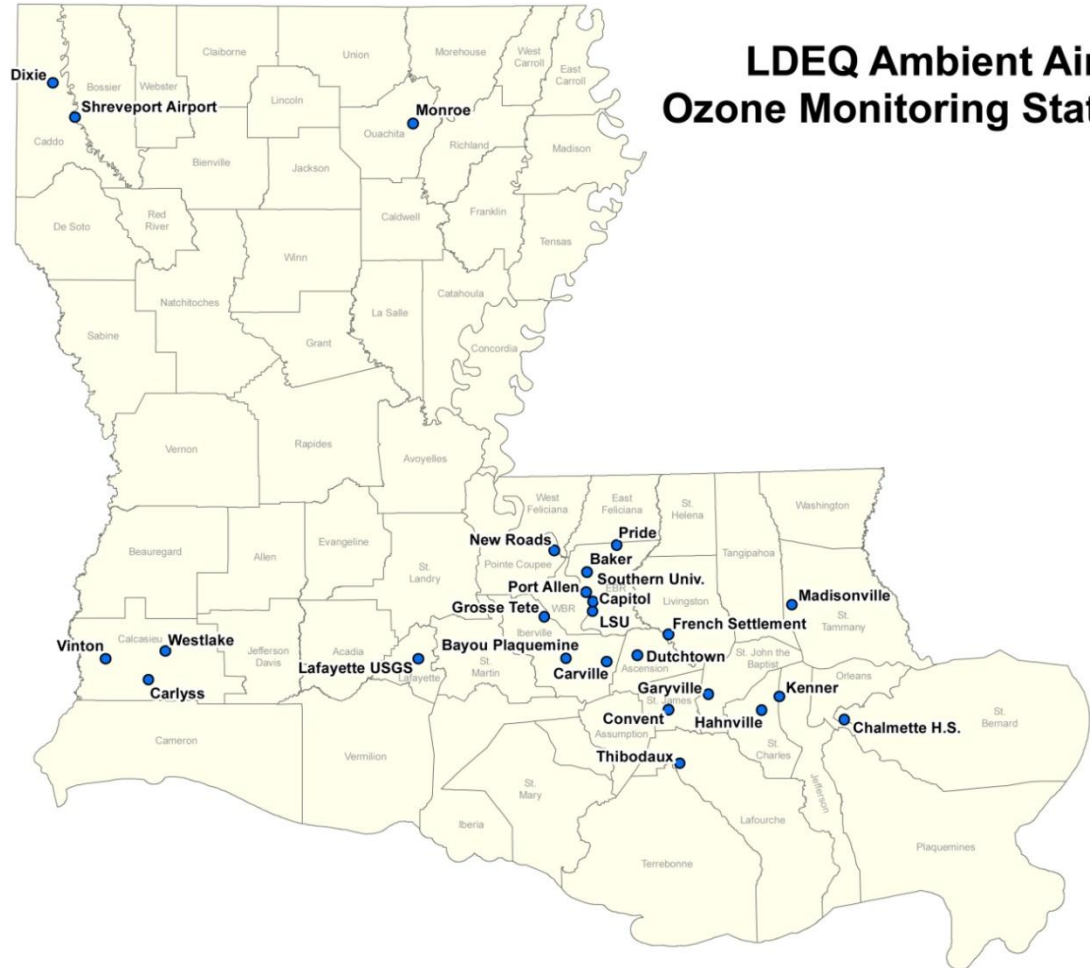 LDEQ Ambient Air
Ozone Monitoring Stat
Dixie
Shreveport Airport
Monroe
Claiborne
Union
Morehouse
West
Carroll
East
Carroll
Bossier
Webster
Lincoln
Ouachita
Caddo
Richland
Madison
Bienville
Jackson
De Soto
Red
River
Caldwell
Franklin
Tensas
Winn
Natchitoches
La Salle
Catahoula
Sabine
Grant
Concordia
Vernon
Rapides
Avoyelles
West
Feliciana
East
Feliciana
St.
Helena
Washington
Tangipahoa
Beauregard
Allen
Evangeline
St.
Landry
New Roads
Pride
Pointe Coupee
Baker
Southern Univ.
Port Allen
EBR
Capitol
Livingston
Madisonville
St.
Tammany
Grosse Tete
WBR
LSU
French Settlement
Iberville
Vinton
Calcasieu
Westlake
Jefferson
Davis
Acadia
Lafayette USGS
Lafayette
St.
Martin
Bayou Plaquemine
Carville
Dutchtown
Ascension
St. John the
Baptist
Orleans
Carlyss
Garyville
St. James
Kenner
Convent
Hahnville
Chalmette H.S.
St.
Bernard
Assumption
Cameron
Vermilion
Thibodaux
St.
Charles
St.
Mary
Iberia
Jefferson
Lafourche
Terrebonne
Plaquemines